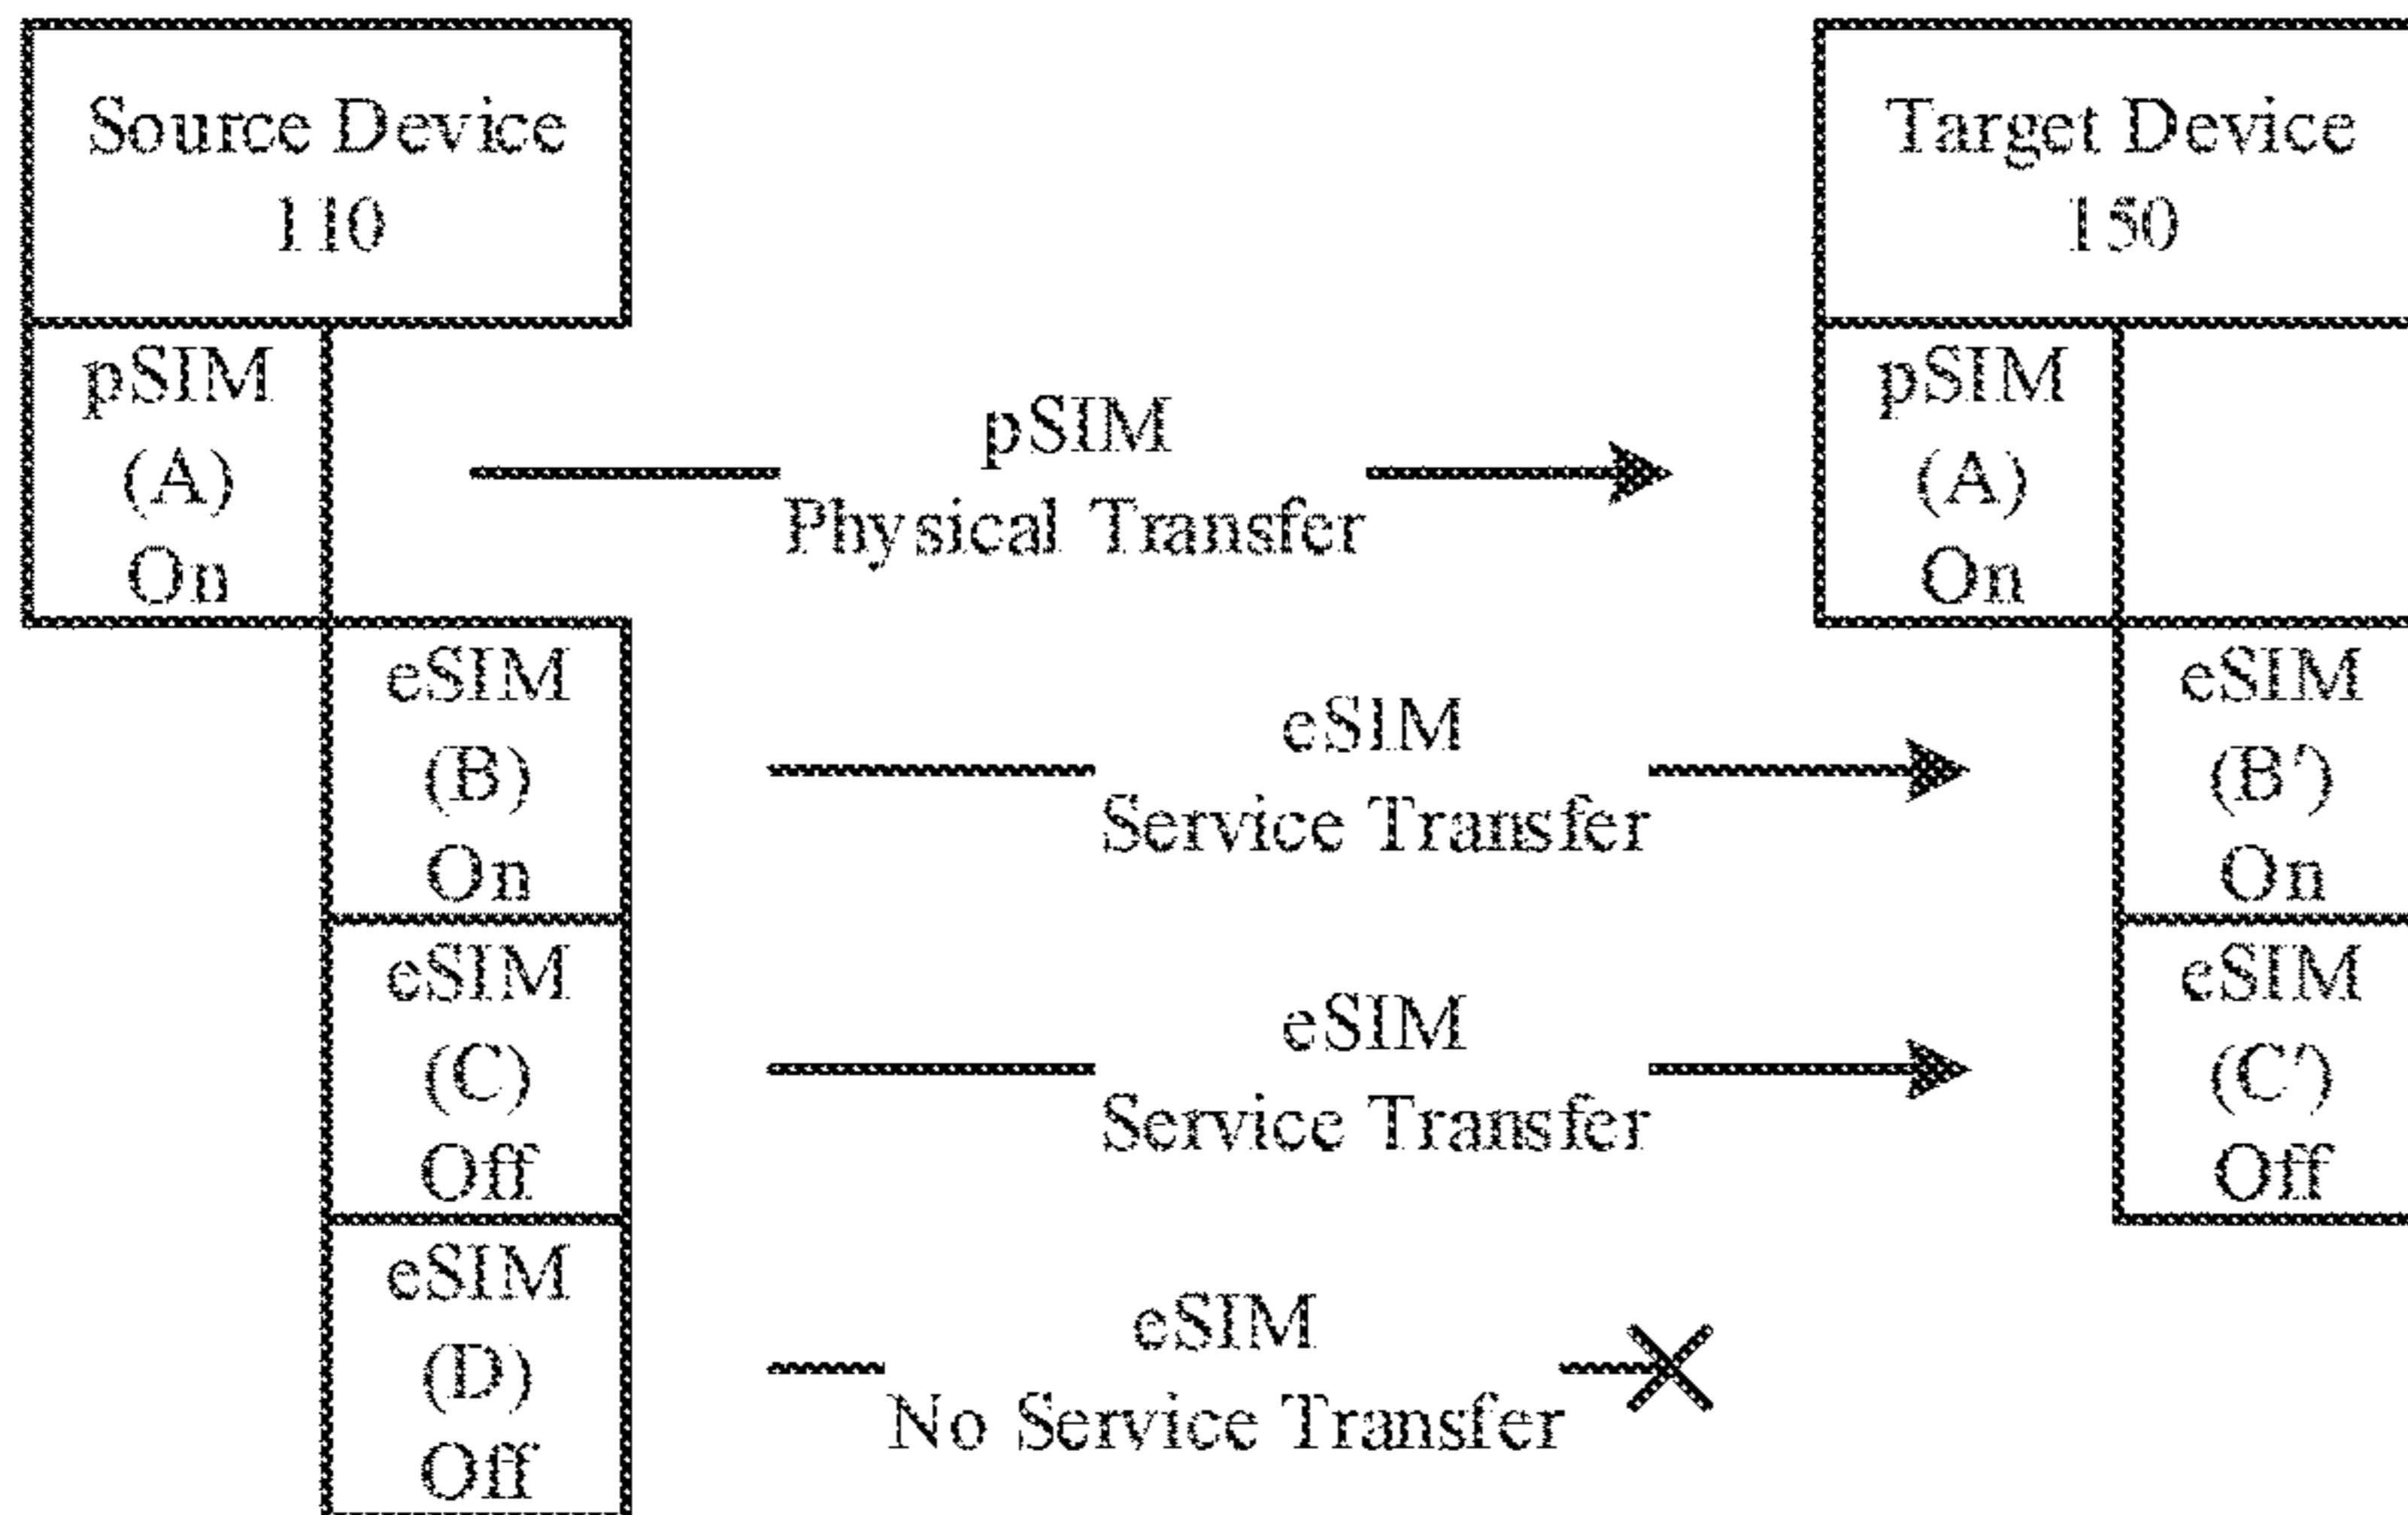 Source Device
110
Target Device
150
pSIM
(A)
On
pSIM
Physical Transfer
pSIM
(A)
On
eSIM
(B)
On
eSIM
Service Transfer
eSIM
(B')
On
eSIM
(C)
Off
eSIM
Service Transfer
eSIM
(C')
Off
eSIM
(D)
Off
eSIM
No Service Transfer